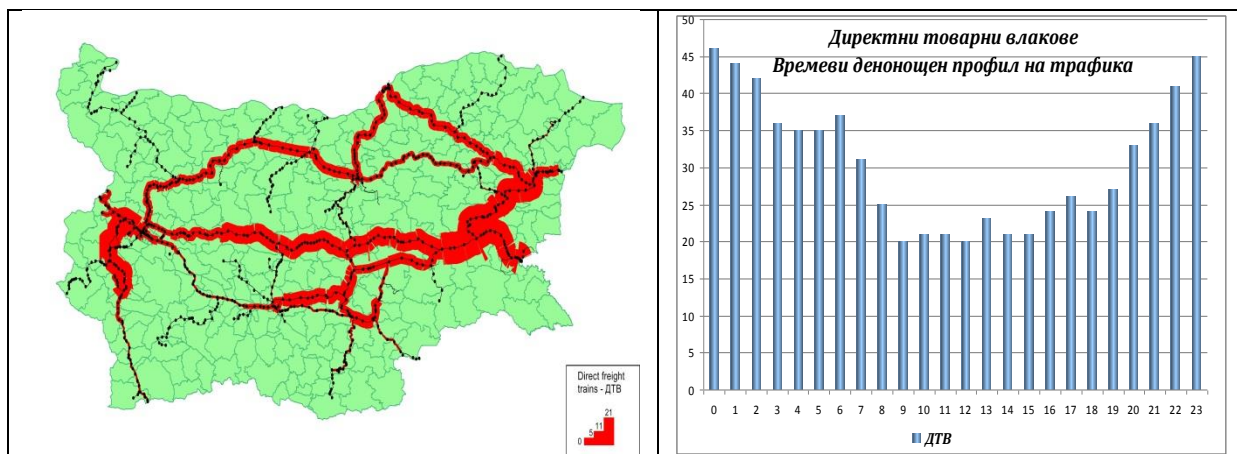 Direct freight
trains - ДТВ
21
11
5
0
Директни товарни влакове
Времеви денонощен профил на трафика
50
45
40
35
30
25
20
15
10
5
0
0 1 2 3 4 5 6 7 8 9 10 11 12 13 14 15 16 17 18 19 20 21 22 23
ДТВ